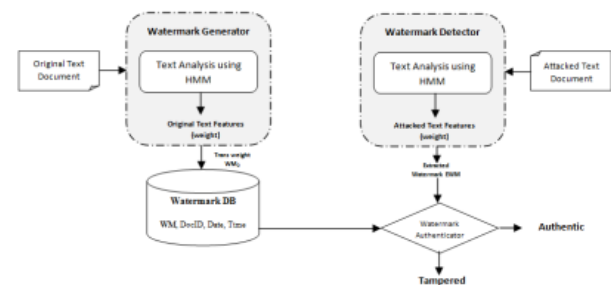 Watermark Generator
Text Analysis using
HMM
Original Text
Document
Original Text Features
(weight)
Trans weight
WMo
Watermark DB
WM, DocID, Date, Time
Watermark Detector
Text Analysis using
HMM
Attacked Text
Document
Attacked Text Features
(weight)
Extracted
Watermark EWM
Watermark
Authenticator
Authentic
Tampered